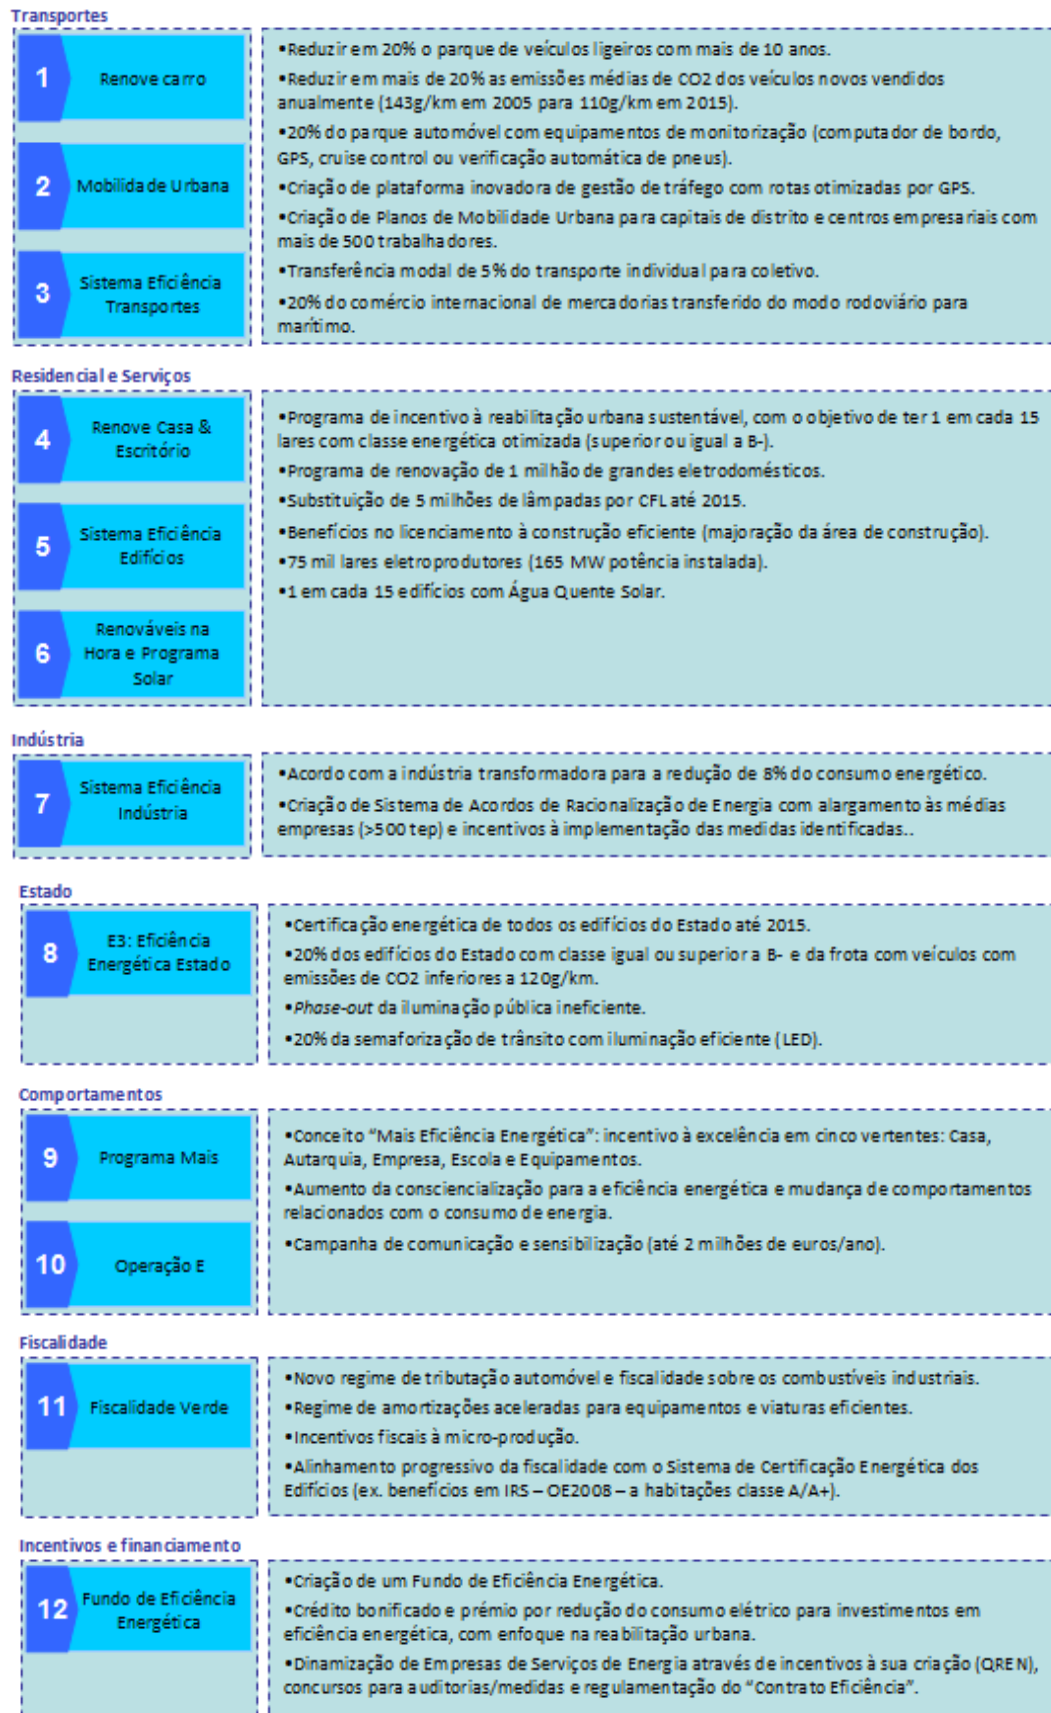 Transportes
1
Renove carro
2
Mobilidade Urbana
3
Sistema Eficiência
Transportes
•Reduzir em 20% o parque de veículos ligeiros com mais de 10 anos.
•Reduzir em mais de 20% as emissões médias de CO2 dos veículos novos vendidos
anualmente (143g/km em 2005 para 110g/km em 2015).
•20% do parque automóvel com equipamentos de monitorização (computador de bordo,
GPS, cruise control ou verificação automática de pneus).
•Criação de plataforma inovadora de gestão de tráfego com rotas otimizadas por GPS.
•Criação de Planos de Mobilidade Urbana para capitais de distrito e centros empresariais com
mais de 500 trabalhadores.
•Transferência modal de 5% do transporte individual para coletivo.
•20% do comércio internacional de mercadorias transferido do modo rodoviário para
marítimo.
Residencial e Serviços
4
Renove Casa &
Escritório
5
Sistema Eficiência
Edifícios
6
Renováveis na
Hora e Programa
Solar
•Programa de incentivo à reabilitação urbana sustentável, com o objetivo de ter 1 em cada 15
lares com classe energética otimizada (superior ou igual a B-).
•Programa de renovação de 1 milhão de grandes eletrodomésticos.
•Substituição de 5 milhões de lâmpadas por CFL até 2015.
•Benefícios no licenciamento à construção eficiente (majoração da área de construção).
•75 mil lares eletroprodutores (165 MW potência instalada).
•1 em cada 15 edifícios com Água Quente Solar.
Indústria
7
Sistema Eficiência
Indústria
•Acordo com a indústria transformadora para a redução de 8% do consumo energético.
•Criação de Sistema de Acordos de Racionalização de Energia com alargamento às médias
empresas (>500 tep) e incentivos à implementação das medidas identificadas..
Estado
8
E3: Eficiência
Energética Estado
•Certificação energética de todos os edifícios do Estado até 2015.
•20% dos edifícios do Estado com classe igual ou superior a B- e da frota com veículos com
emissões de CO2 inferiores a 120g/km.
•Phase-out da iluminação pública ineficiente.
•20% da semaforização de trânsito com iluminação eficiente (LED).
Comportamentos
9
Programa Mais
10
Operação E
•Conceito “Mais Eficiência Energética”: incentivo à excelência em cinco vertentes: Casa,
Autarquia, Empresa, Escola e Equipamentos.
•Aumento da consciencialização para a eficiência energética e mudança de comportamentos
relacionados com o consumo de energia.
•Campanha de comunicação e sensibilização (até 2 milhões de euros/ano).
Fiscalidade
11
Fiscalidade Verde
•Novo regime de tributação automóvel e fiscalidade sobre os combustíveis industriais.
•Regime de amortizações aceleradas para equipamentos e viaturas eficientes.
•Incentivos fiscais à micro-produção.
•Alinhamento progressivo da fiscalidade com o Sistema de Certificação Energética dos
Edifícios (ex. benefícios em IRS – OE2008 – a habitações classe A/A+).
Incentivos e financiamento
12
Fundo de Eficiência
Energética
•Criação de um Fundo de Eficiência Energética.
•Crédito bonificado e prémio por redução do consumo elétrico para investimentos em
eficiência energética, com enfoque na reabilitação urbana.
•Dinamização de Empresas de Serviços de Energia através de incentivos à sua criação (QREN),
concursos para auditorias/medidas e regulamentação do “Contrato Eficiência”.